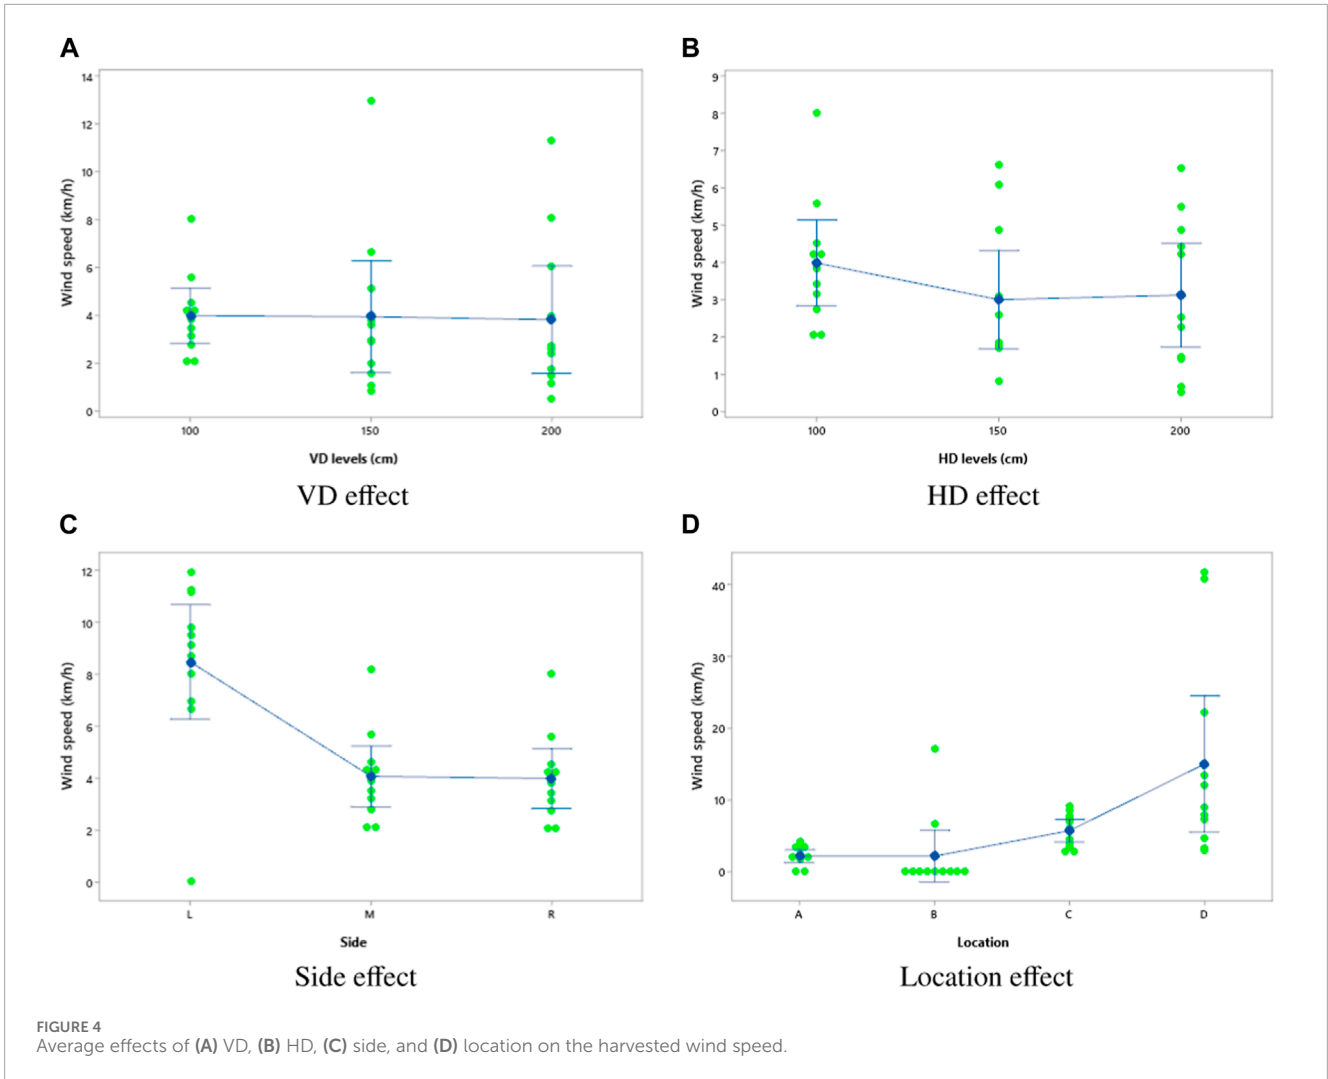 A
14
12
10
8
6
4
2
0
Wind speed (km/h)
100 150 200
VD levels (cm)
VD effect
B
9
8
7
6
5
4
3
2
1
0
Wind speed (km/h)
100 150 200
HD levels (cm)
HD effect
C
12
10
8
6
4
2
0
Wind speed (km/h)
L M R
Side
Side effect
D
40
30
20
10
0
Wind speed (km/h)
A B C D
Location
Location effect
FIGURE 4
Average effects of (A) VD, (B) HD, (C) side, and (D) location on the harvested wind speed.